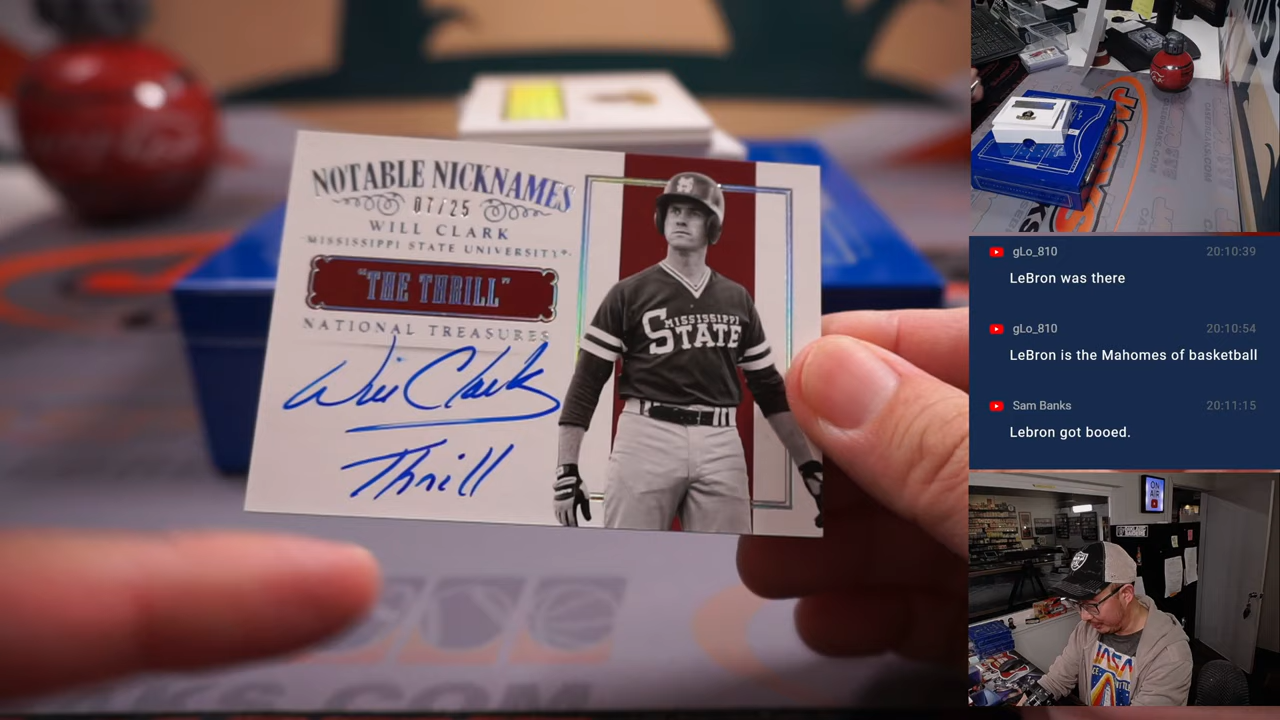 NOTABLE NICKNAMES
07/25
WILL CLARK
MISSISSIPPI STATE UNIVERSITY
"THE THRILL"
NATIONAL TREASURES
Will Clark
Thrill
MISSISSIPPI
STATE
gLo_810 20:10:39
LeBron was there
gLo_810 20:10:54
LeBron is the Mahomes of basketball
Sam Banks 20:11:15
Lebron got booed.
ON
AIR
NASA